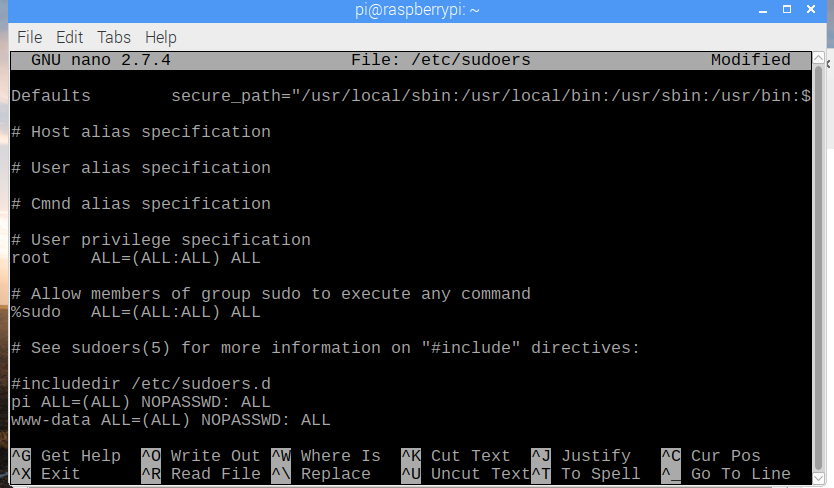 pi@raspberrypi: ~
File Edit Tabs Help
GNU nano 2.7.4 File: /etc/sudoers Modified
Defaults secure_path="/usr/local/sbin:/usr/local/bin:/usr/sbin:/usr/bin:$
# Host alias specification
# User alias specification
# Cmnd alias specification
# User privilege specification
root ALL=(ALL:ALL) ALL
# Allow members of group sudo to execute any command
%sudo ALL=(ALL:ALL) ALL
# See sudoers(5) for more information on "#include" directives:
#includedir /etc/sudoers.d
pi ALL=(ALL) NOPASSWD: ALL
www-data ALL=(ALL) NOPASSWD: ALL
^G Get Help ^O Write Out ^W Where Is ^K Cut Text ^J Justify ^C Cur Pos
^X Exit ^R Read File ^\ Replace ^U Uncut Text ^T To Spell ^_ Go To Line